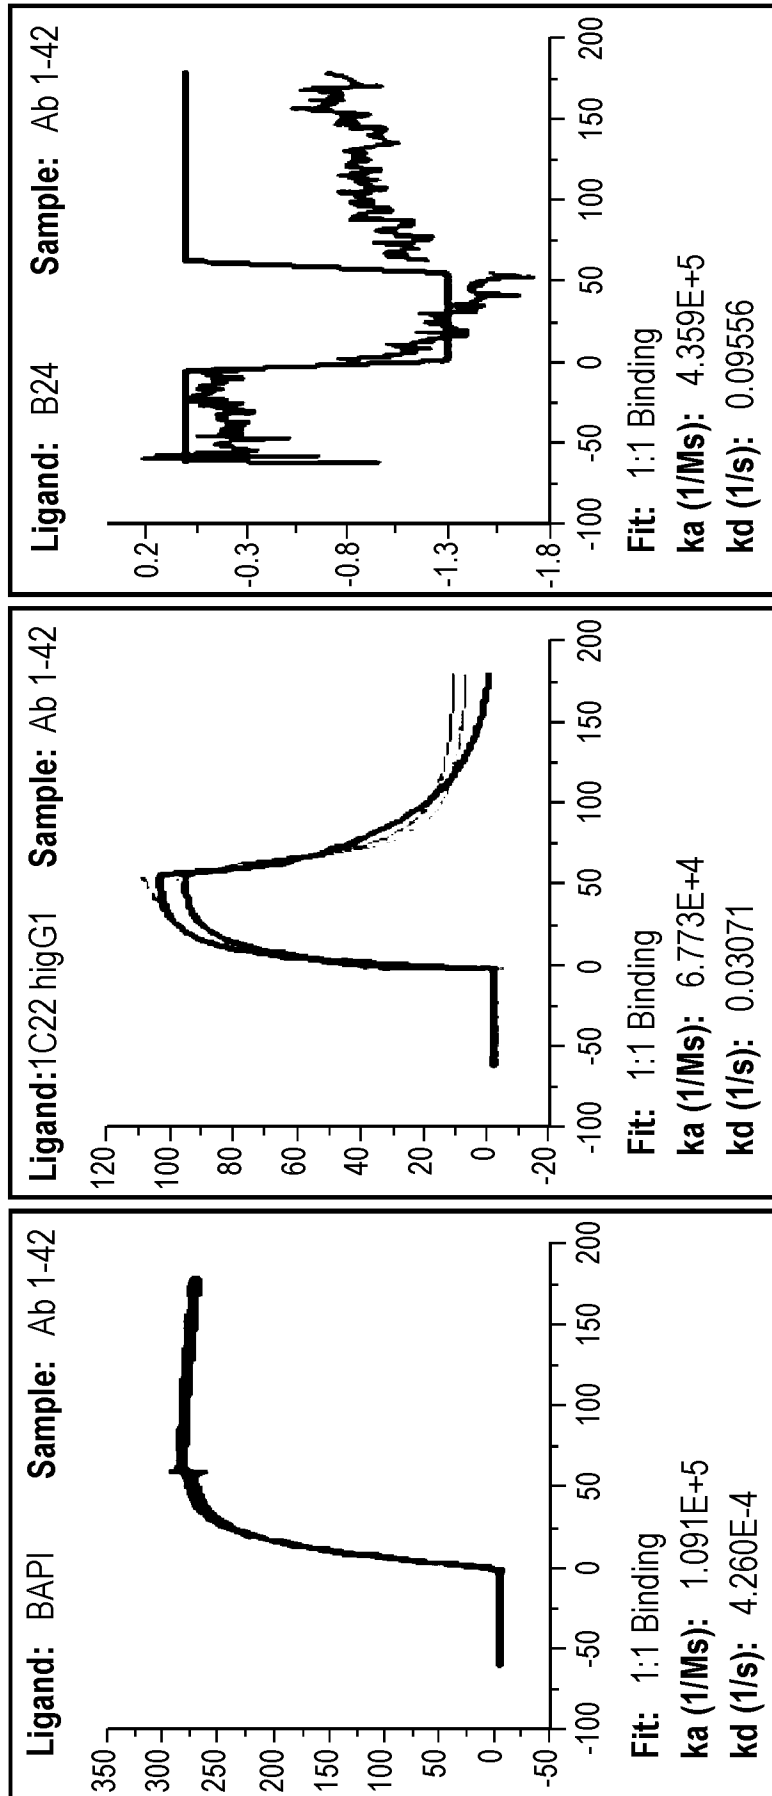 Ligand: BAPI Sample: Ab 1-42
350
300
250
200
150
100
50
0
-50
-100 -50 0 50 100 150 200
Fit: 1:1 Binding
ka (1/Ms): 1.091E+5
kd (1/s): 4.260E-4
Ligand:1C22 higG1 Sample: Ab 1-42
120
100
80
60
40
20
0
-20
-100 -50 0 50 100 150 200
Fit: 1:1 Binding
ka (1/Ms): 6.773E+4
kd (1/s): 0.03071
Ligand: B24 Sample: Ab 1-42
0.2
-0.3
-0.8
-1.3
-1.8
-100 -50 0 50 100 150 200
Fit: 1:1 Binding
ka (1/Ms): 4.359E+5
kd (1/s): 0.09556